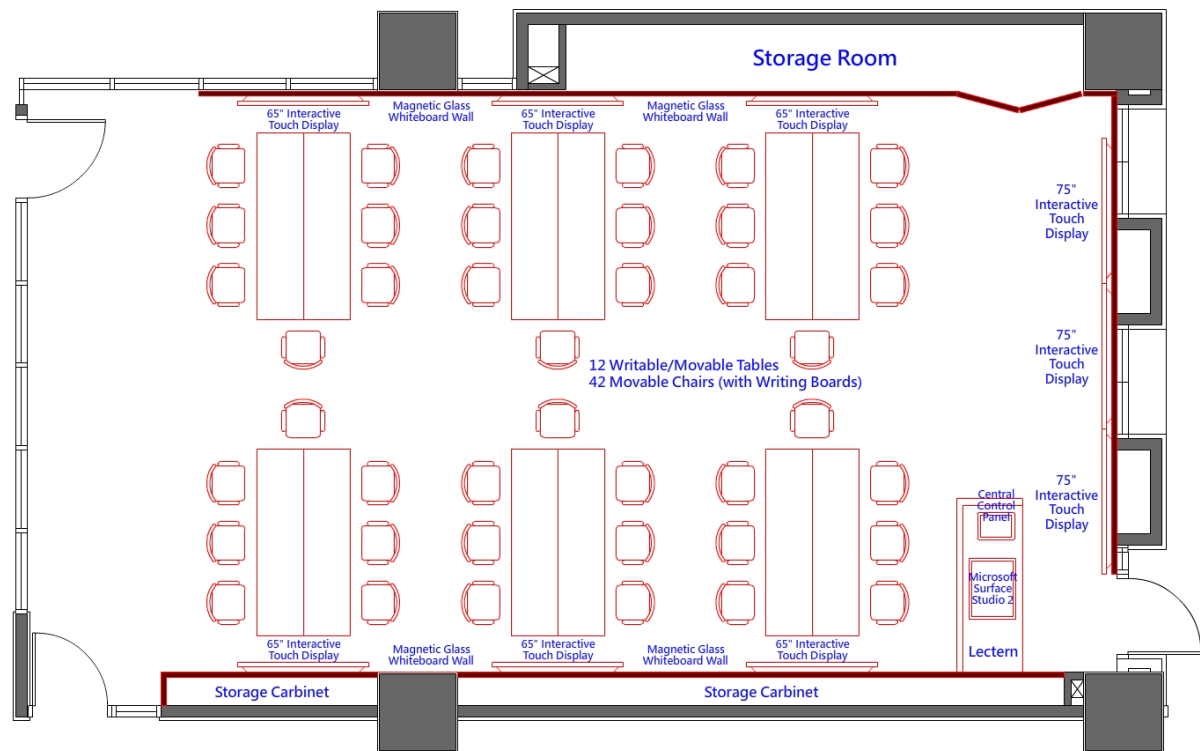 Storage Room
65" Interactive
Touch Display
Magnetic Glass
Whiteboard Wall
65" Interactive
Touch Display
Magnetic Glass
Whiteboard Wall
65" Interactive
Touch Display
75"
Interactive
Touch
Display
12 Writable/Movable Tables
42 Movable Chairs (with Writing Boards)
75"
Interactive
Touch
Display
75"
Interactive
Touch
Display
Central
Control
Panel
Microsoft
Surface
Studio 2
Lectern
65" Interactive
Touch Display
Magnetic Glass
Whiteboard Wall
65" Interactive
Touch Display
Magnetic Glass
Whiteboard Wall
65" Interactive
Touch Display
Storage Carbinet
Storage Carbinet